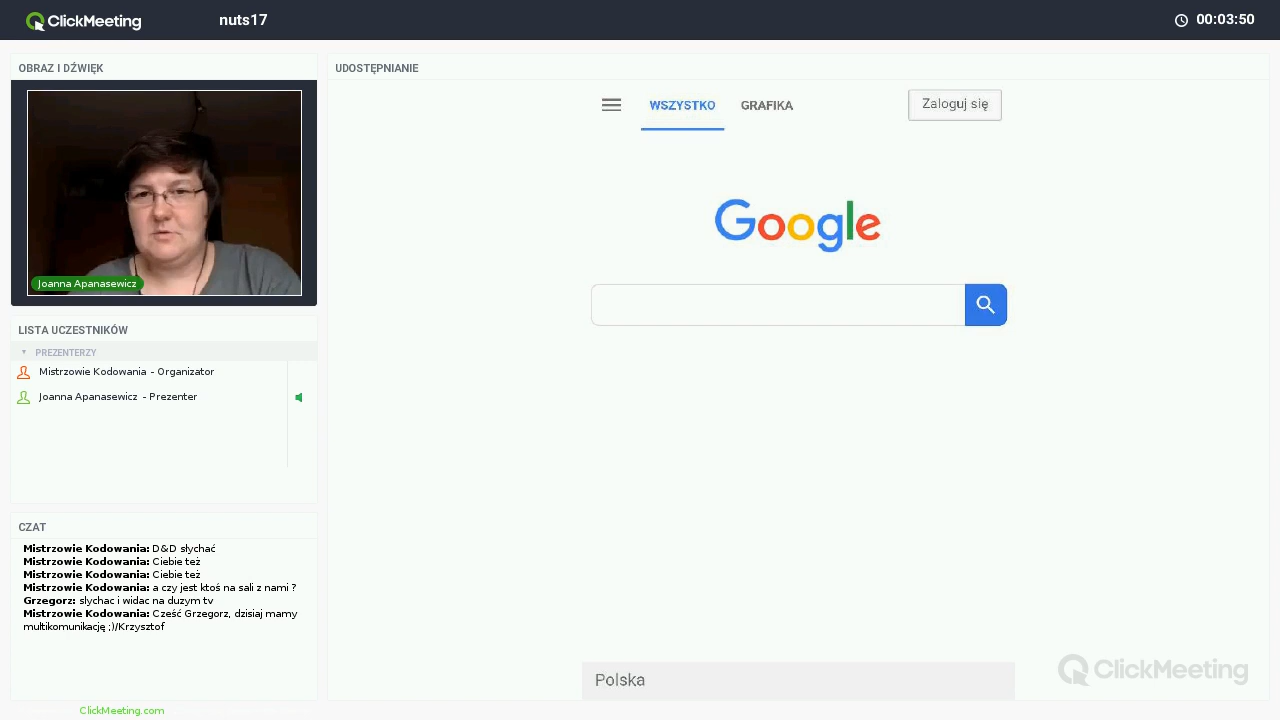 ClickMeeting
nuts17
00:03:50
OBRAZ I DŹWIĘK
Joanna Apanasewicz
LISTA UCZESTNIKÓW
PREZENTERZY
Mistrzowie Kodowania - Organizator
Joanna Apanasewicz - Prezenter
CZAT
Mistrzowie Kodowania: D&D słychać
Mistrzowie Kodowania: Ciebie też
Mistrzowie Kodowania: Ciebie też
Mistrzowie Kodowania: a czy jest ktoś na sali z nami ?
Grzegorz: slychac i widac na duzym tv
Mistrzowie Kodowania: Cześć Grzegorz, dzisiaj mamy
multikomunikację ;)/Krzysztof
ClickMeeting.com
UDOSTĘPNIANIE
WSZYSTKO
GRAFIKA
Zaloguj się
Google
Polska
ClickMeeting